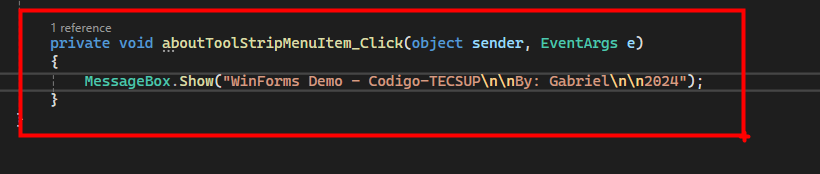 1 reference
private void aboutToolStripMenuItem_Click(object sender, EventArgs e)
{
MessageBox.Show("WinForms Demo - Codigo-TECSUP\n\nBy: Gabriel\n\n2024");
}
}